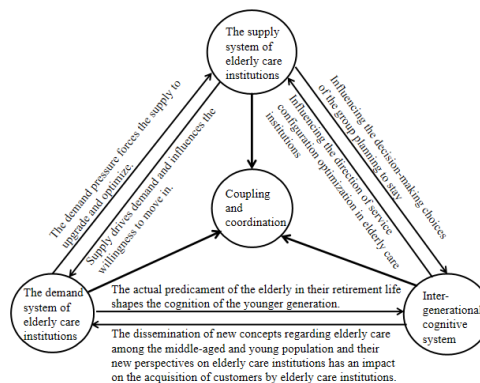 The supply
system of
elderly care
institutions
The demand pressure forces the supply to
upgrade and optimize.
Supply drives demand and influences the
willingness to move in.
Influencing the decision-making choices
of the group planning to stay
Influencing the direction of service
configuration optimization in elderly care
institutions
Coupling
and
coordination
The demand
system of
elderly care
institutions
The actual predicament of the elderly in their retirement life
shapes the cognition of the younger generation.
Inter-
generational
cognitive
system
The dissemination of new concepts regarding elderly care
among the middle-aged and young population and their
new perspectives on elderly care institutions has an impact
on the acquisition of customers by elderly care institutions.